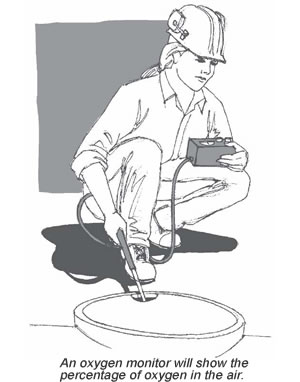 An oxygen monitor will show the
percentage of oxygen in the air.